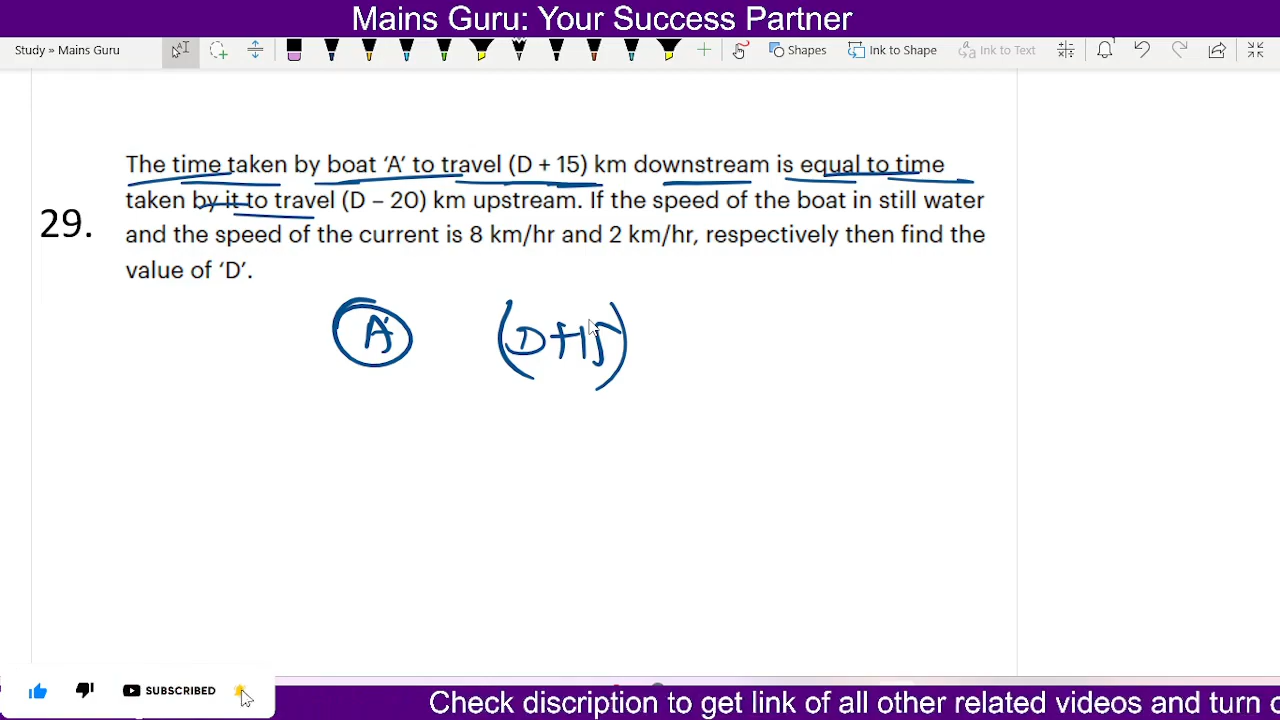 Mains Guru: Your Success Partner
Study » Mains Guru
Shapes
Ink to Shape
Ink to Text
29.
The time taken by boat ‘A’ to travel (D + 15) km downstream is equal to time
taken by it to travel (D – 20) km upstream. If the speed of the boat in still water
and the speed of the current is 8 km/hr and 2 km/hr, respectively then find the
value of ‘D’.
A (D+15)
SUBSCRIBED
Check discription to get link of all other related videos and turn o